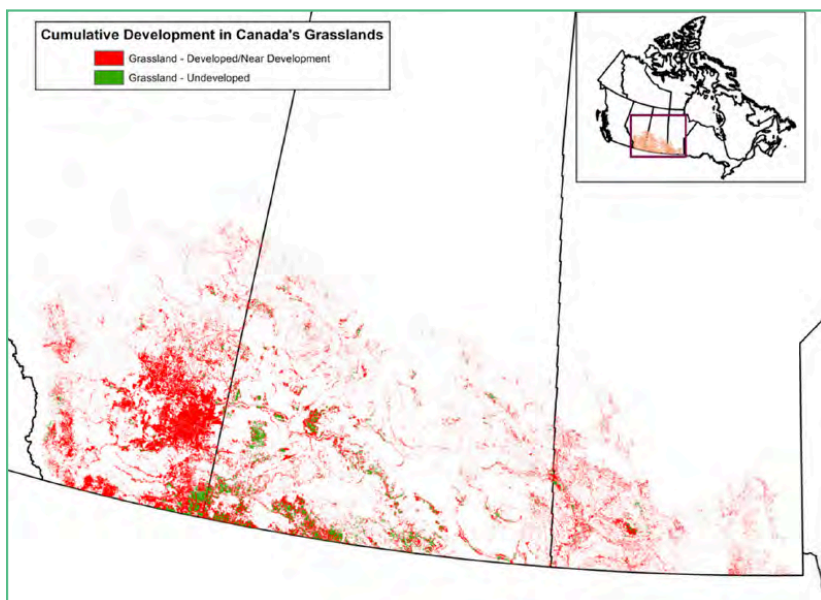 Cumulative Development in Canada's Grasslands
Grassland - Developed/Near Development
Grassland - Undeveloped